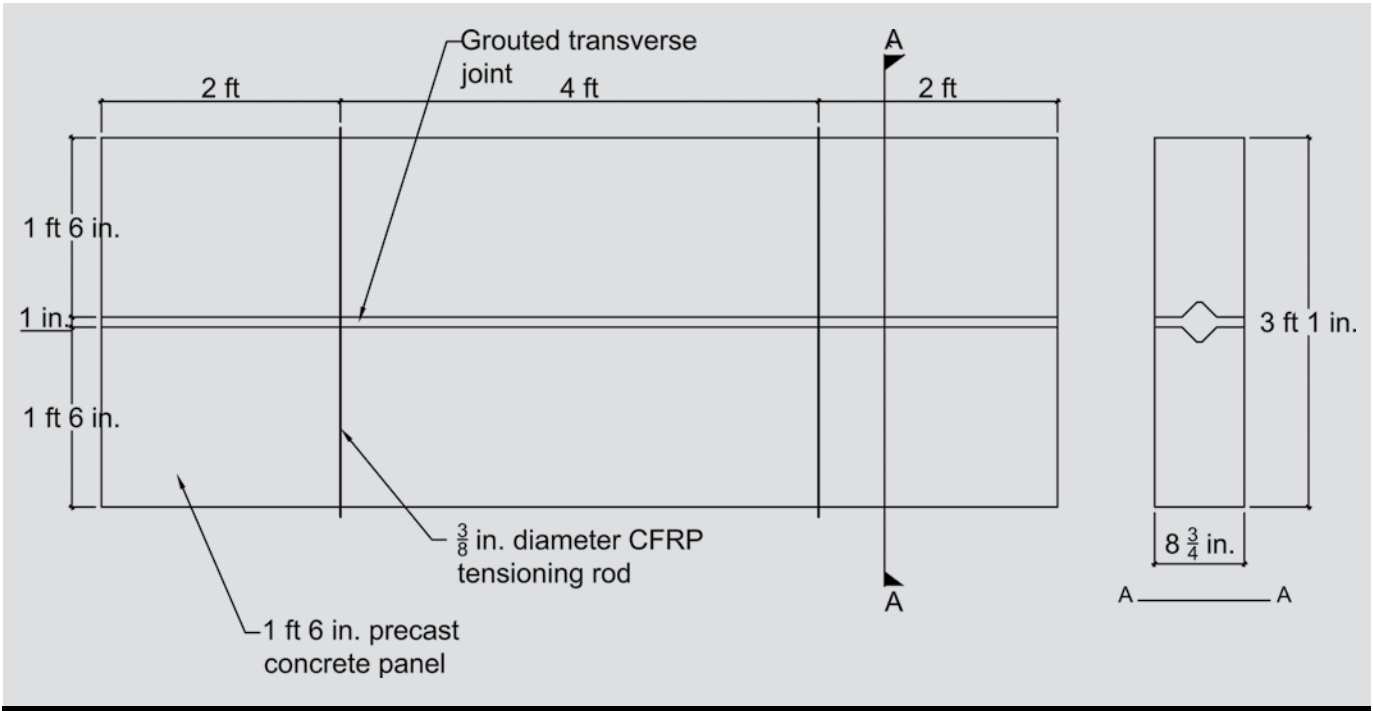 Grouted transverse
joint
A
2 ft
4 ft
2 ft
1 ft 6 in.
1 in.
3 ft 1 in.
1 ft 6 in.
3/8 in. diameter CFRP
tensioning rod
8 3/4 in.
A
A A
1 ft 6 in. precast
concrete panel